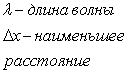 λ – длина волны
Δx – наименьшее
расстояние